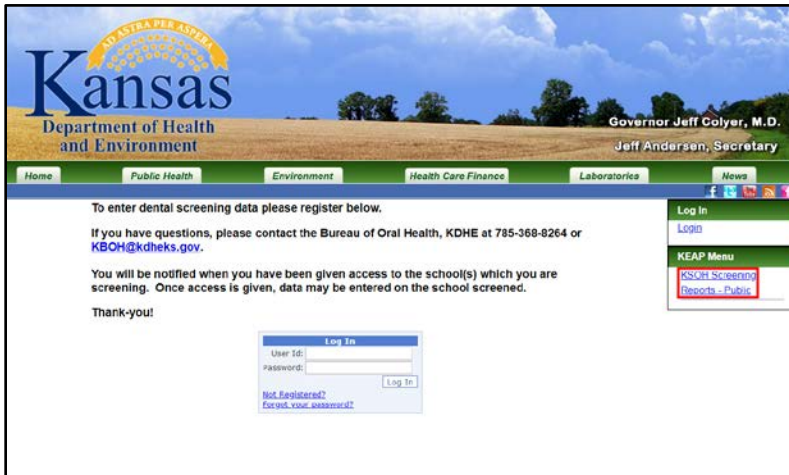 AD ASTRA PER ASPERA
Kansas
Department of Health
and Environment
Governor Jeff Colyer, M.D.
Jeff Andersen, Secretary
Home
Public Health
Environment
Health Care Finance
Laboratories
News
To enter dental screening data please register below.
If you have questions, please contact the Bureau of Oral Health, KDHE at 785-368-8264 or
KBOH@kdheks.gov.
You will be notified when you have been given access to the school(s) which you are
screening. Once access is given, data may be entered on the school screened.
Thank-you!
Log In
User Id:
Password:
Log In
Not Registered?
Forgot your password?
Log In
Login
KEAP Menu
KSOH Screening
Reports - Public